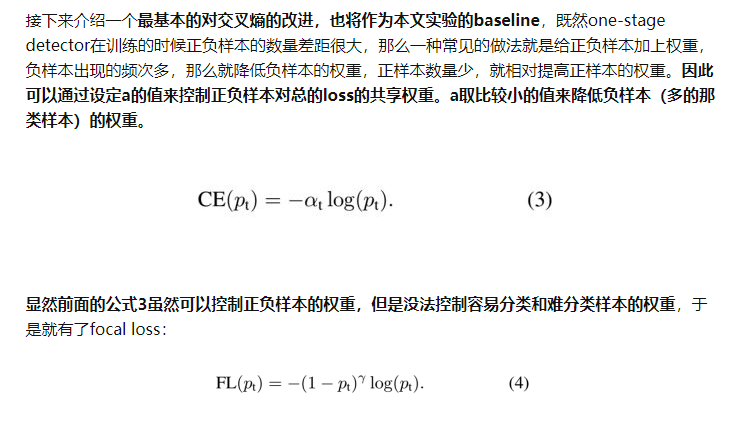 接下来介绍一个最基本的对交叉熵的改进，也将作为本文实验的baseline，既然one-stage
detector在训练的时候正负样本的数量差距很大，那么一种常见的做法就是给正负样本加上权重，
负样本出现的频次多，那么就降低负样本的权重，正样本数量少，就相对提高正样本的权重。因此
可以通过设定a的值来控制正负样本对总的loss的共享权重。a取比较小的值来降低负样本（多的那
类样本）的权重。
CE(pt) = −αt log(pt). (3)
显然前面的公式3虽然可以控制正负样本的权重，但是没法控制容易分类和难分类样本的权重，于
是就有了focal loss：
FL(pt) = −(1 − pt)^γ log(pt). (4)